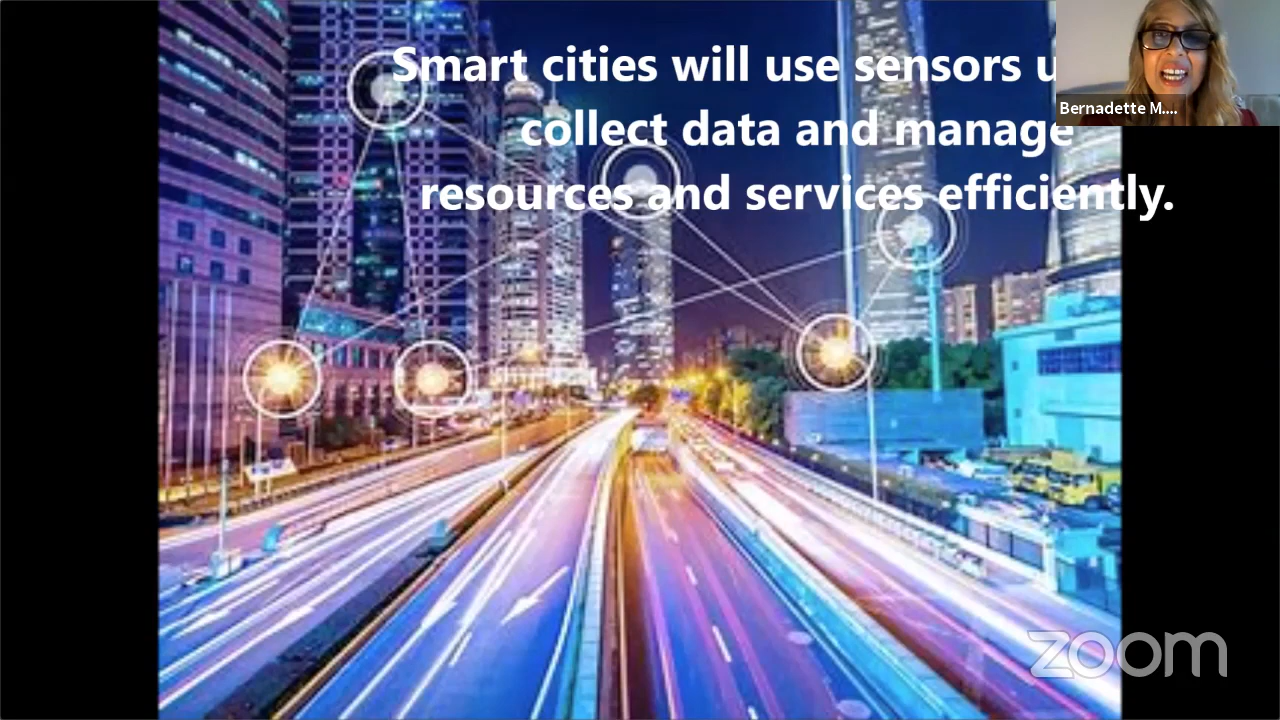 Smart cities will use sensors
collect data and manage
resources and services efficiently.
Bernadette M....
zoom